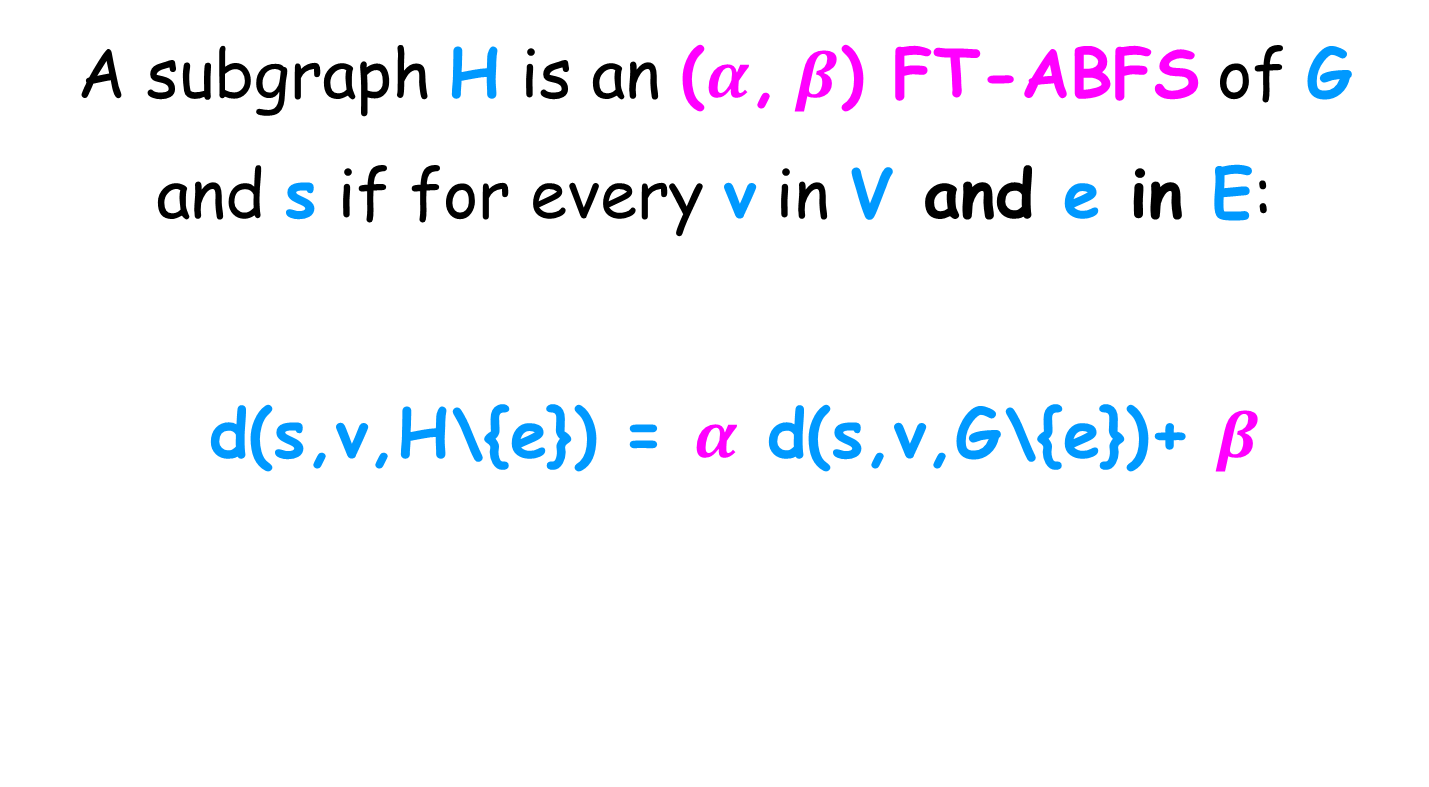 A subgraph H is an (α, β) FT-ABFS of G
and s if for every v in V and e in E:
d(s,v,H\{e}) = α d(s,v,G\{e})+ β